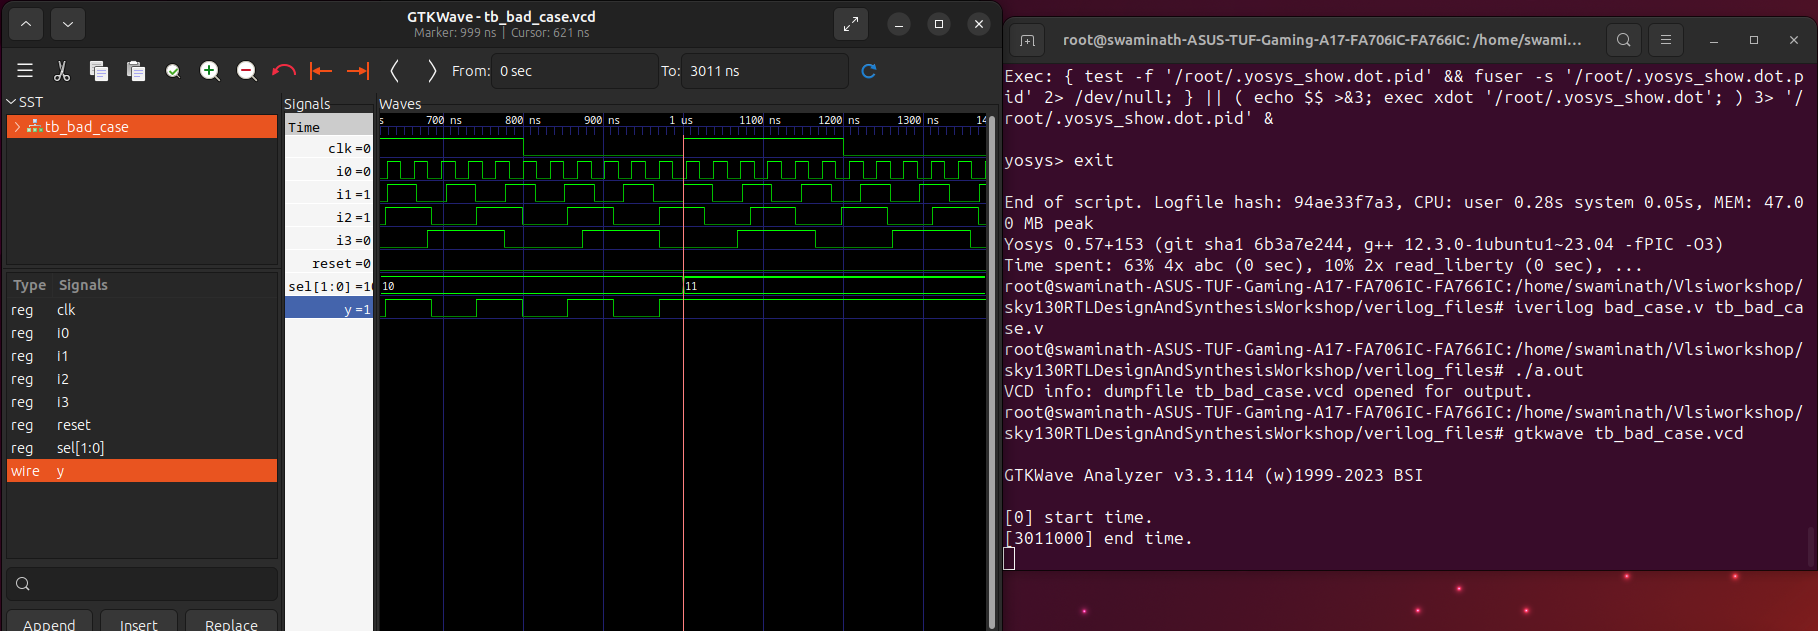 GTKWave - tb_bad_case.vcd
Marker: 999 ns | Cursor: 621 ns
From: 0 sec
To: 3011 ns
SST
tb_bad_case
Type Signals
reg clk
reg i0
reg i1
reg i2
reg i3
reg reset
reg sel[1:0]
wire y
Append Insert Replace
Signals
Time
clk =0
i0 =0
i1 =1
i2 =1
i3 =0
reset =0
sel[1:0] =10
y =1
Waves
s 700 ns 800 ns 900 ns 1 us 1100 ns 1200 ns 1300 ns 14
10 11
root@swaminath-ASUS-TUF-Gaming-A17-FA706IC-FA766IC: /home/swami...
Exec: { test -f '/root/.yosys_show.dot.pid' && fuser -s '/root/.yosys_show.dot.p
id' 2> /dev/null; } || ( echo $$ >&3; exec xdot '/root/.yosys_show.dot'; ) 3> '/
root/.yosys_show.dot.pid' &
yosys> exit
End of script. Logfile hash: 94ae33f7a3, CPU: user 0.28s system 0.05s, MEM: 47.0
0 MB peak
Yosys 0.57+153 (git sha1 6b3a7e244, g++ 12.3.0-1ubuntu1~23.04 -fPIC -O3)
Time spent: 63% 4x abc (0 sec), 10% 2x read_liberty (0 sec), ...
root@swaminath-ASUS-TUF-Gaming-A17-FA706IC-FA766IC:/home/swaminath/Vlsiworkshop/
sky130RTLDesignAndSynthesisWorkshop/verilog_files# iverilog bad_case.v tb_bad_ca
se.v
root@swaminath-ASUS-TUF-Gaming-A17-FA706IC-FA766IC:/home/swaminath/Vlsiworkshop/
sky130RTLDesignAndSynthesisWorkshop/verilog_files# ./a.out
VCD info: dumpfile tb_bad_case.vcd opened for output.
root@swaminath-ASUS-TUF-Gaming-A17-FA706IC-FA766IC:/home/swaminath/Vlsiworkshop/
sky130RTLDesignAndSynthesisWorkshop/verilog_files# gtkwave tb_bad_case.vcd
GTKWave Analyzer v3.3.114 (w)1999-2023 BSI
[0] start time.
[3011000] end time.